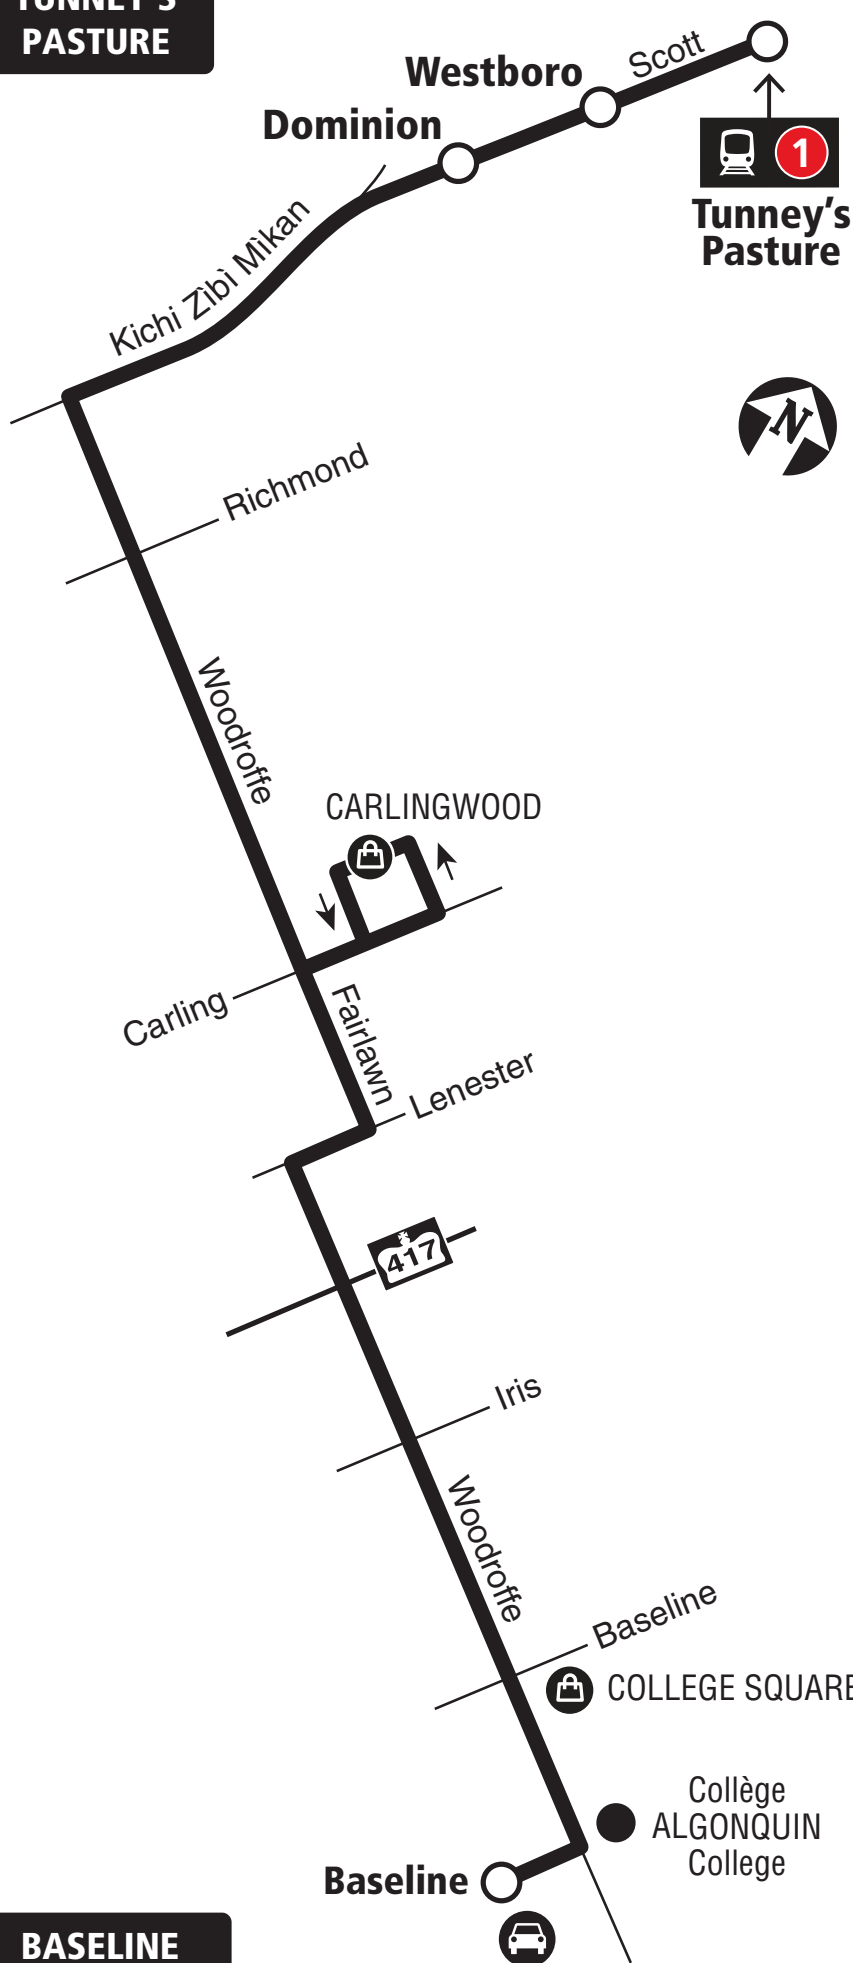 TUNNEY'S
PASTURE
Scott
Westboro
Dominion
1
Tunney's
Pasture
Kichi Zìbì Mìkan
N
Richmond
Woodroffe
CARLINGWOOD
Carling
Fairlawn
Lenester
417
Iris
Woodroffe
Baseline
COLLEGE SQUARE
Collège
ALGONQUIN
College
Baseline
BASELINE